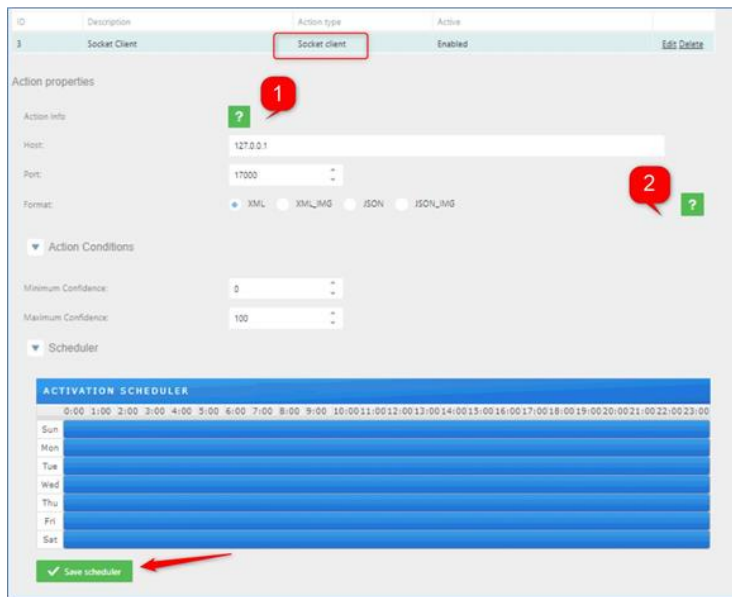 ID Description Action type Active
3 Socket Client Socket client Enabled Edit Delete
Action properties
1
Action Info ?
Host: 127.0.0.1
Port: 17000
2
Format: XML XML_IMG JSON JSON_IMG ?
Action Conditions
Minimum Confidence: 0
Maximum Confidence: 100
Scheduler
ACTIVATION SCHEDULER
0:00 1:00 2:00 3:00 4:00 5:00 6:00 7:00 8:00 9:00 10:00 11:00 12:00 13:00 14:00 15:00 16:00 17:00 18:00 19:00 20:00 21:00 22:00 23:00
Sun
Mon
Tue
Wed
Thu
Fri
Sat
Save scheduler